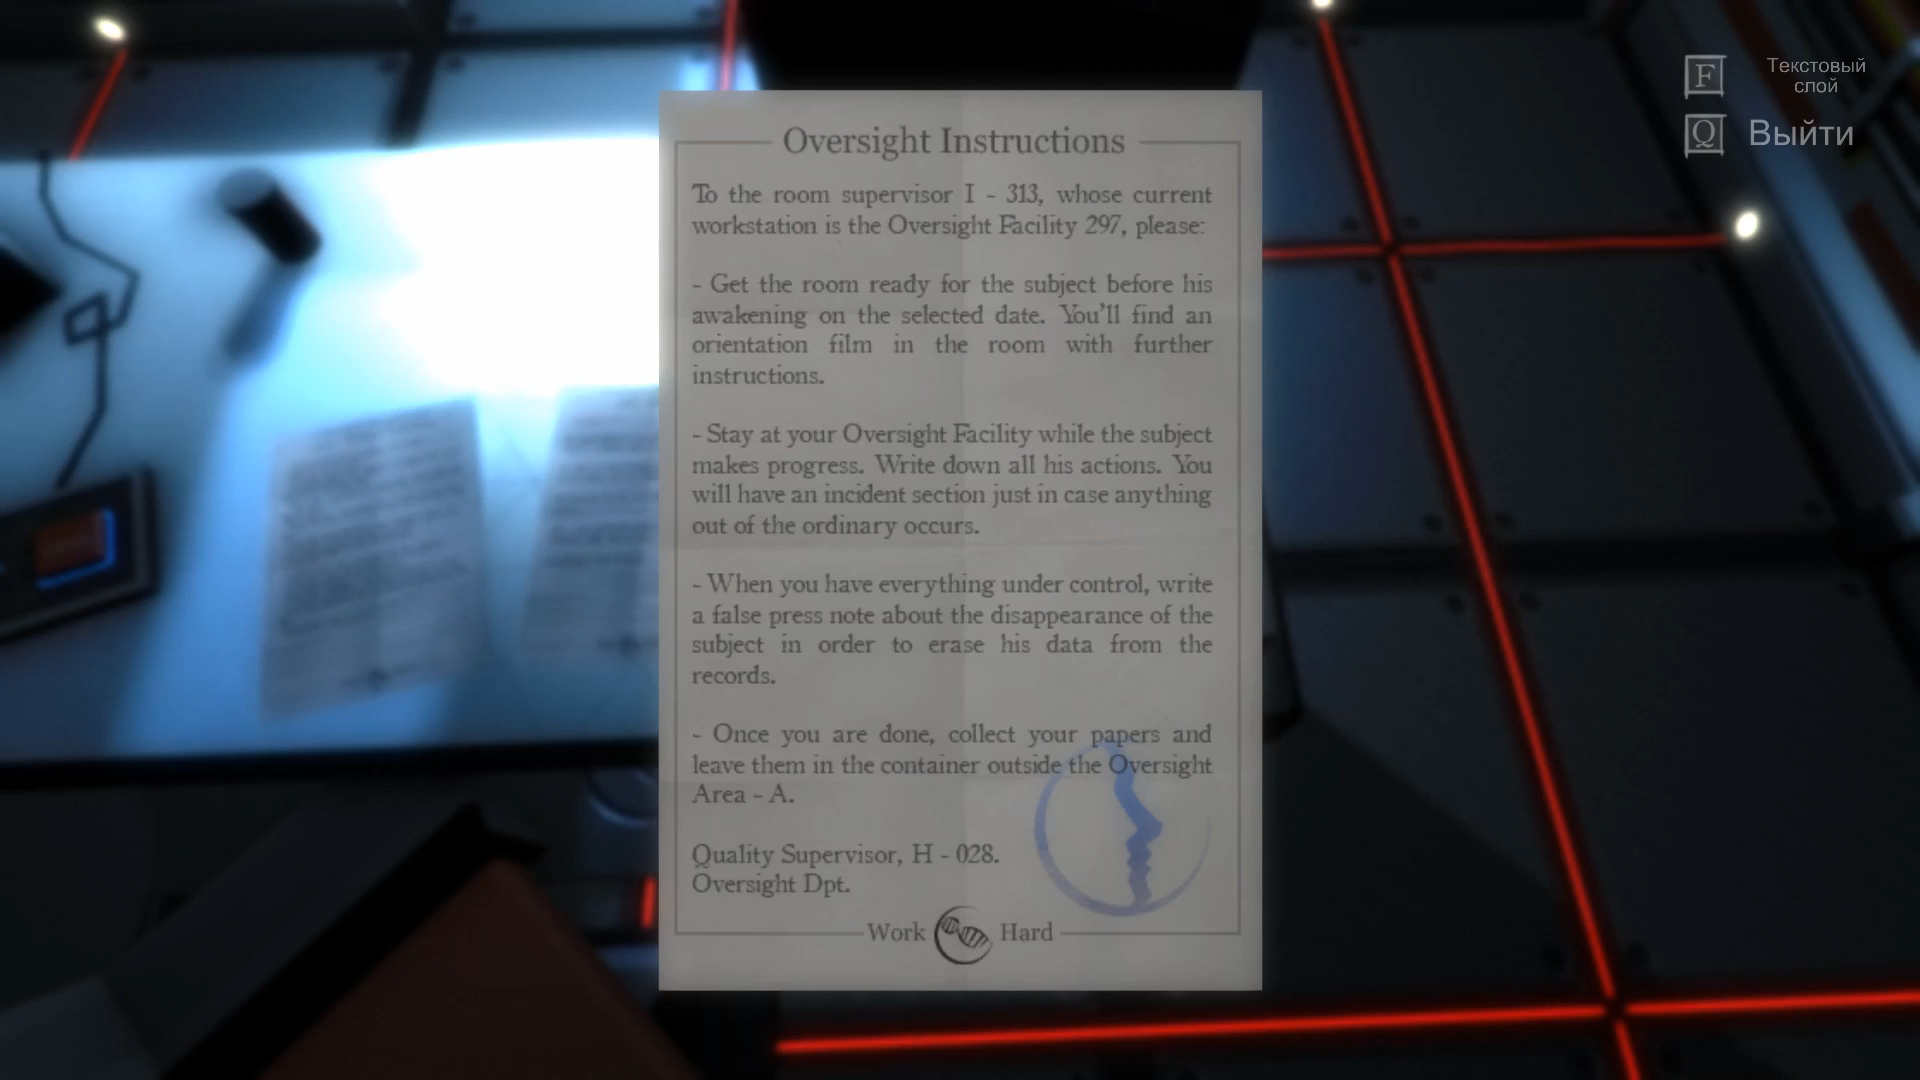 Oversight Instructions
To the room supervisor I - 313, whose current
workstation is the Oversight Facility 297, please:
- Get the room ready for the subject before his
awakening on the selected date. You'll find an
orientation film in the room with further
instructions.
- Stay at your Oversight Facility while the subject
makes progress. Write down all his actions. You
will have an incident section just in case anything
out of the ordinary occurs.
- When you have everything under control, write
a false press note about the disappearance of the
subject in order to erase his data from the
records.
- Once you are done, collect your papers and
leave them in the container outside the Oversight
Area - A.
Quality Supervisor, H - 028.
Oversight Dpt.
Work Hard
F Текстовый
слой
Q Выйти